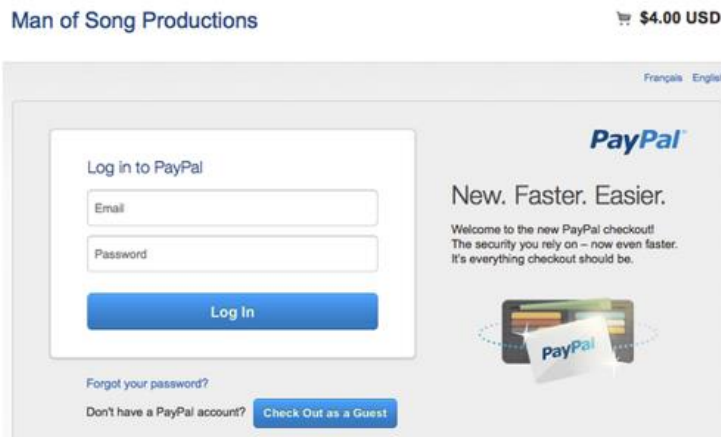 Man of Song Productions
$4.00 USD
Français Englis
PayPal
Log in to PayPal
Email
Password
Log In
New. Faster. Easier.
Welcome to the new PayPal checkout!
The security you rely on – now even faster.
It's everything checkout should be.
PayPal
Forgot your password?
Don't have a PayPal account? Check Out as a Guest